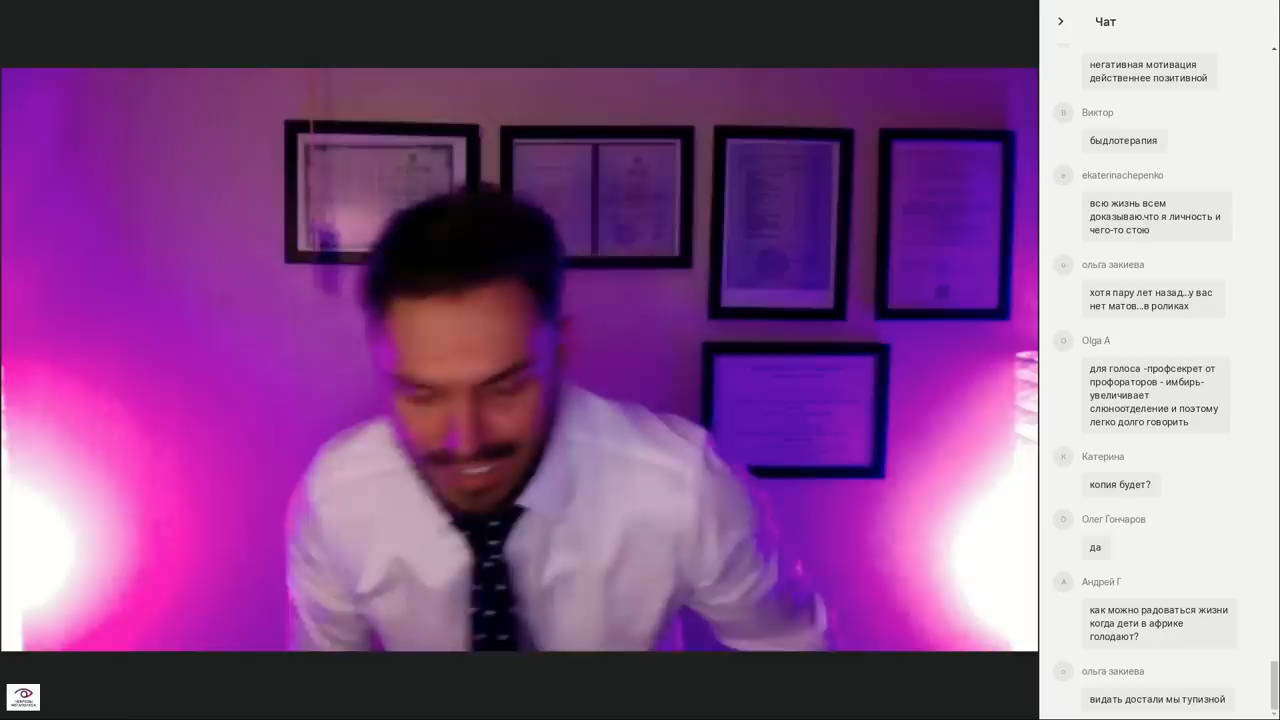 Чат
негативная мотивация
действеннее позитивной
В
Виктор
быдлотерапия
e
ekaterinachepenko
всю жизнь всем
доказываю.что я личность и
чего-то стою
о
ольга закиева
хотя пару лет назад..у вас
нет матов...в роликах
O
Olga A
для голоса -профсекрет от
профораторов - имбирь-
увеличивает
слюноотделение и поэтому
легко долго говорить
К
Катерина
копия будет?
О
Олег Гончаров
да
А
Андрей Г
как можно радоваться жизни
когда дети в африке
голодают?
о
ольга закиева
видать достали.мы тупизной